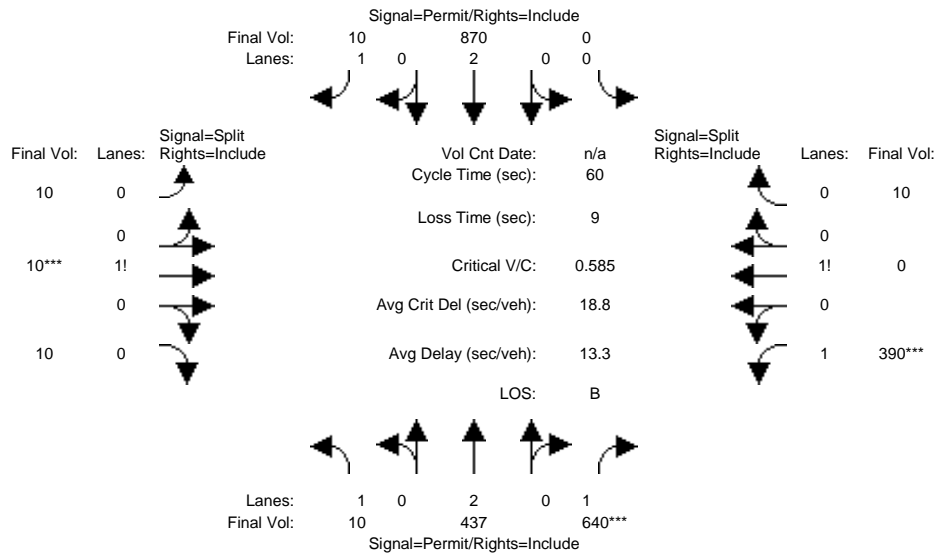 Signal=Permit/Rights=Include
Final Vol: 10 870 0
Lanes: 1 0 2 0 0
Signal=Split
Final Vol: Lanes: Rights=Include Vol Cnt Date: n/a Signal=Split
Rights=Include Lanes: Final Vol:
Cycle Time (sec): 60
10 0 0 10
Loss Time (sec): 9
0 0
10*** 1! Critical V/C: 0.585 1! 0
0 Avg Crit Del (sec/veh): 18.8 0
10 0 Avg Delay (sec/veh): 13.3 1 390***
LOS: B
Lanes: 1 0 2 0 1
Final Vol: 10 437 640***
Signal=Permit/Rights=Include